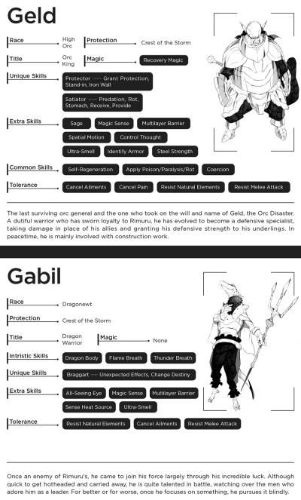 Geld
Race High Orc Protection Crest of the Storm
Title Orc King Magic Recovery Magic
Unique Skills Protector --- Grant Protection, Stand-in, Iron Wall
Satiator --- Predation, Rot, Stomach, Receive, Provide
Extra Skills Sage Magic Sense Multilayer Barrier
Spatial Motion Control Thought
Ultra-Smell Identify Armor Steel Strength
Common Skills Self-Regeneration Apply Poison/Paralysis/Rot Coercion
Tolerance Cancel Ailments Cancel Pain Resist Natural Elements Resist Melee Attack
The last surviving orc general and the one who took on the will and name of Geld, the Orc Disaster.
A dutiful warrior who has sworn loyalty to Rimuru, he has evolved to become a defensive specialist,
taking damage in place of his allies and granting his defensive strength to his underlings. In
peacetime, he is mainly involved with construction work.
Gabil
Race Dragonewt
Protection Crest of the Storm
Title Dragon Warrior Magic None
Intrinsic Skills Dragon Body Flame Breath Thunder Breath
Unique Skills Braggart --- Unexpected Effects, Change Destiny
Extra Skills All-Seeing Eye Magic Sense Multilayer Barrier
Sense Heat Source Ultra-Smell
Tolerance Resist Natural Elements Cancel Ailments Resist Melee Attack
Once an enemy of Rimuru's, he came to join his force largely through his incredible luck. Although
quick to get hotheaded and carried away, he is quite talented in battle, watching over the men who
adore him as a leader. For better or for worse, once he focuses on something, he pursues it blindly.